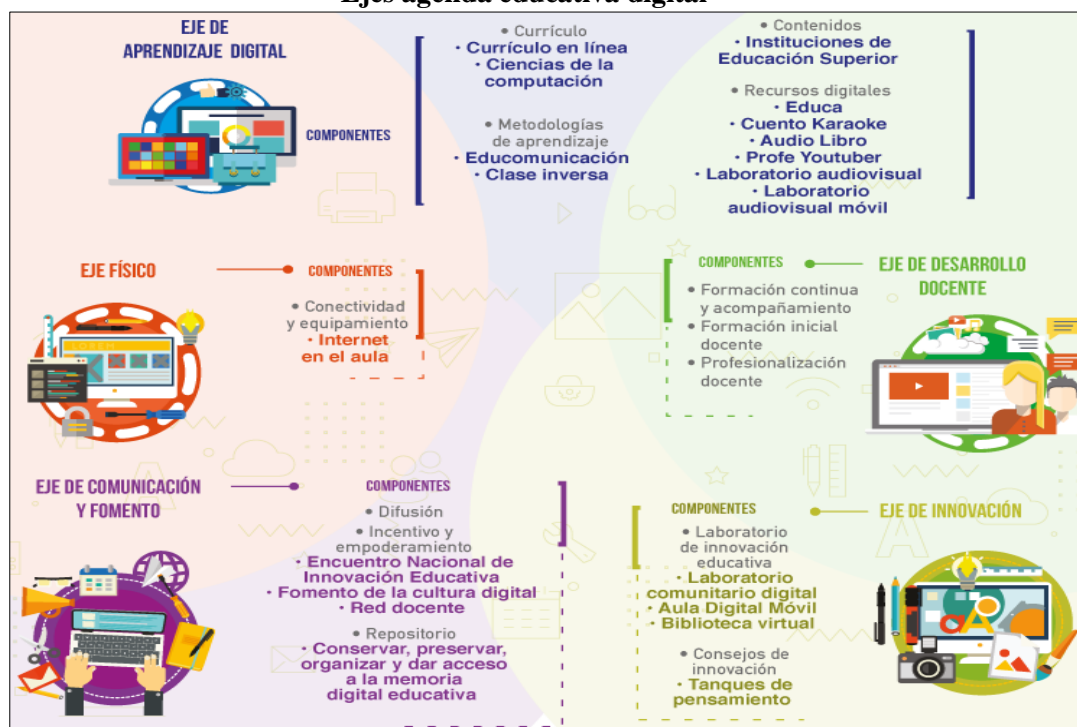 Ejes agenda educativa digital
EJE DE
APRENDIZAJE DIGITAL
COMPONENTES
• Currículo
• Currículo en línea
• Ciencias de la
computación
• Metodologías
de aprendizaje
• Educomunicación
• Clase inversa
• Contenidos
• Instituciones de
Educación Superior
• Recursos digitales
• Educa
• Cuento Karaoke
• Audio Libro
• Profe Youtuber
• Laboratorio audiovisual
• Laboratorio
audiovisual móvil
EJE FÍSICO
COMPONENTES
• Conectividad
y equipamiento
• Internet
en el aula
COMPONENTES
• Formación continua
y acompañamiento
• Formación inicial
docente
• Profesionalización
docente
EJE DE DESARROLLO
DOCENTE
EJE DE COMUNICACIÓN
Y FOMENTO
COMPONENTES
• Difusión
• Incentivo y
empoderamiento
• Encuentro Nacional de
Innovación Educativa
• Fomento de la cultura digital
• Red docente
• Repositorio
• Conservar, preservar,
organizar y dar acceso
a la memoria
digital educativa
COMPONENTES
• Laboratorio
de innovación
educativa
• Laboratorio
comunitario digital
• Aula Digital Móvil
• Biblioteca virtual
• Consejos de
innovación
• Tanques de
pensamiento
EJE DE INNOVACIÓN